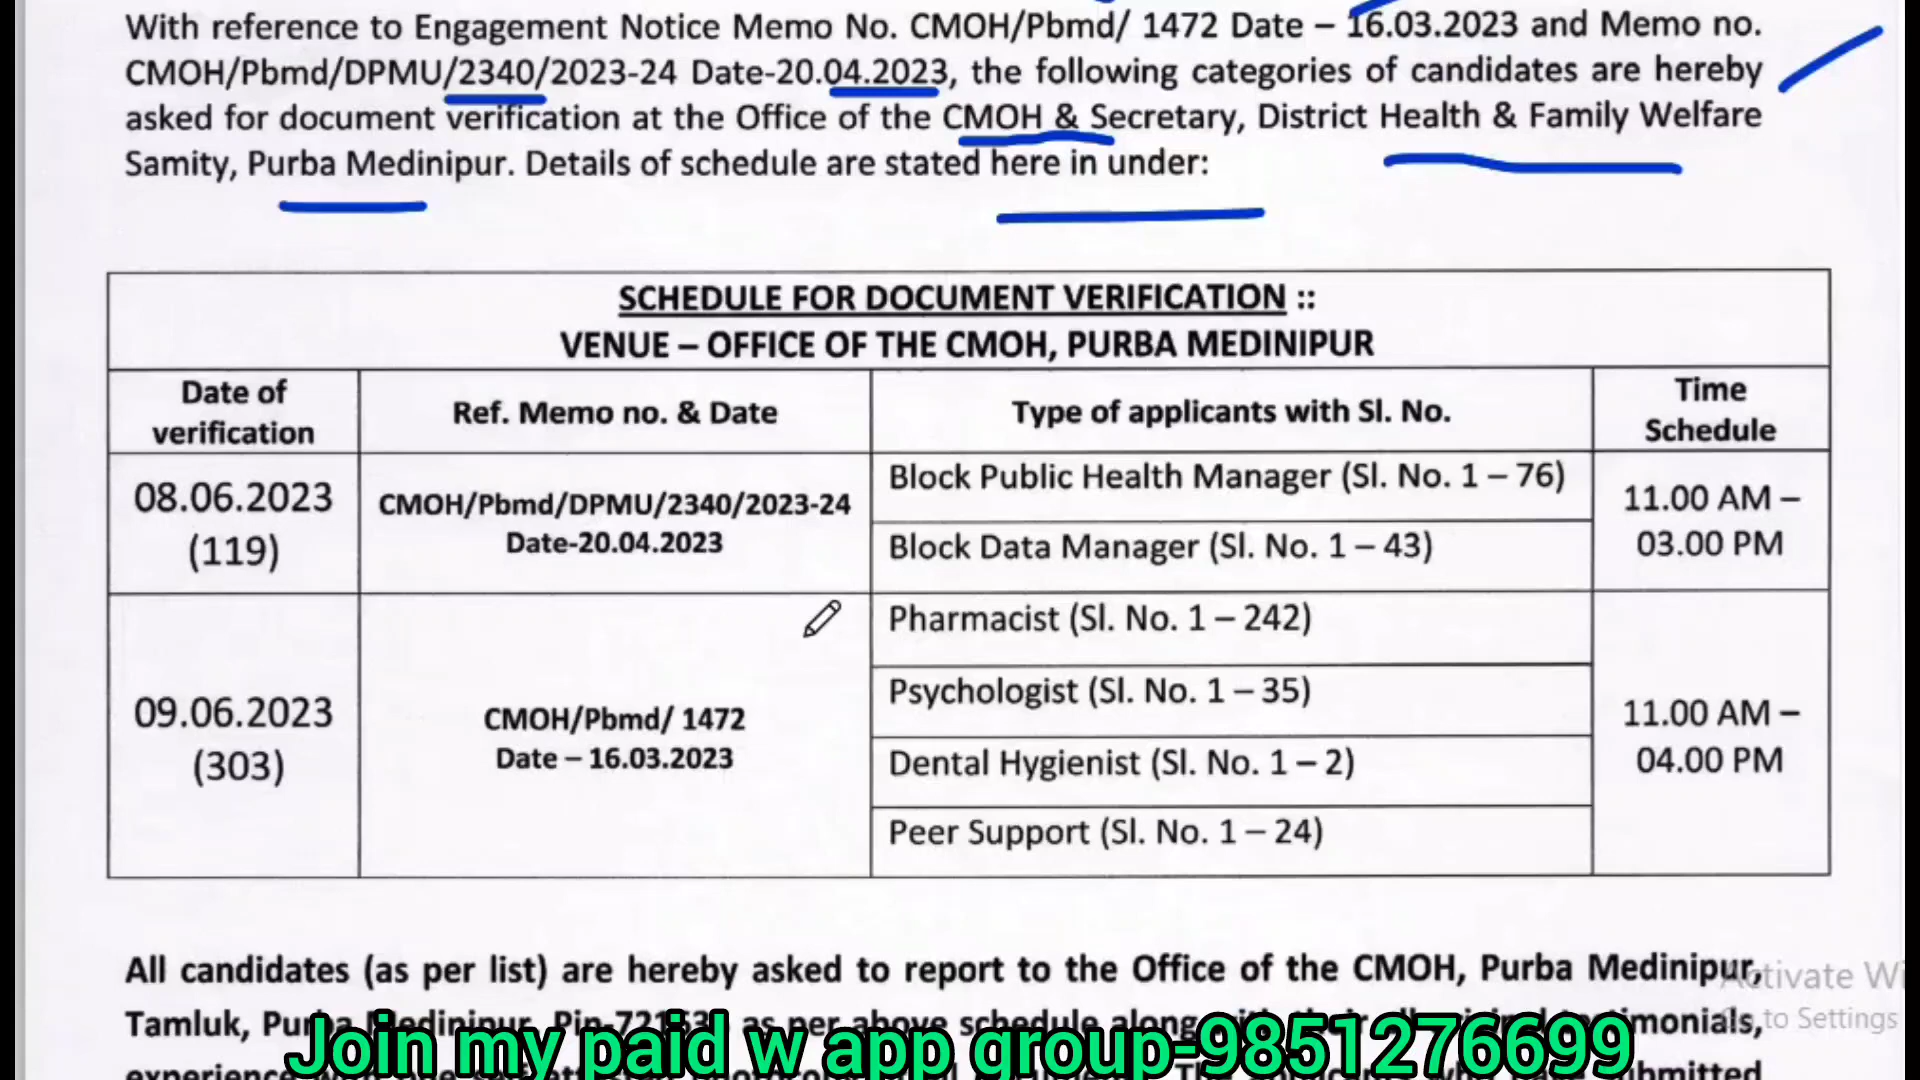 With reference to Engagement Notice Memo No. CMOH/Pbmd/ 1472 Date – 16.03.2023 and Memo no.
CMOH/Pbmd/DPMU/2340/2023-24 Date-20.04.2023, the following categories of candidates are hereby
asked for document verification at the Office of the CMOH & Secretary, District Health & Family Welfare
Samity, Purba Medinipur. Details of schedule are stated here in under:
SCHEDULE FOR DOCUMENT VERIFICATION ::
VENUE – OFFICE OF THE CMOH, PURBA MEDINIPUR
Date of verification
Ref. Memo no. & Date
Type of applicants with Sl. No.
Time Schedule
08.06.2023
(119)
CMOH/Pbmd/DPMU/2340/2023-24
Date-20.04.2023
Block Public Health Manager (Sl. No. 1 – 76)
Block Data Manager (Sl. No. 1 – 43)
11.00 AM –
03.00 PM
09.06.2023
(303)
CMOH/Pbmd/ 1472
Date – 16.03.2023
Pharmacist (Sl. No. 1 – 242)
Psychologist (Sl. No. 1 – 35)
Dental Hygienist (Sl. No. 1 – 2)
Peer Support (Sl. No. 1 – 24)
11.00 AM –
04.00 PM
All candidates (as per list) are hereby asked to report to the Office of the CMOH, Purba Medinipur,
Tamluk, as per above schedule along
Join my paid w app group-9851276699
to Settings